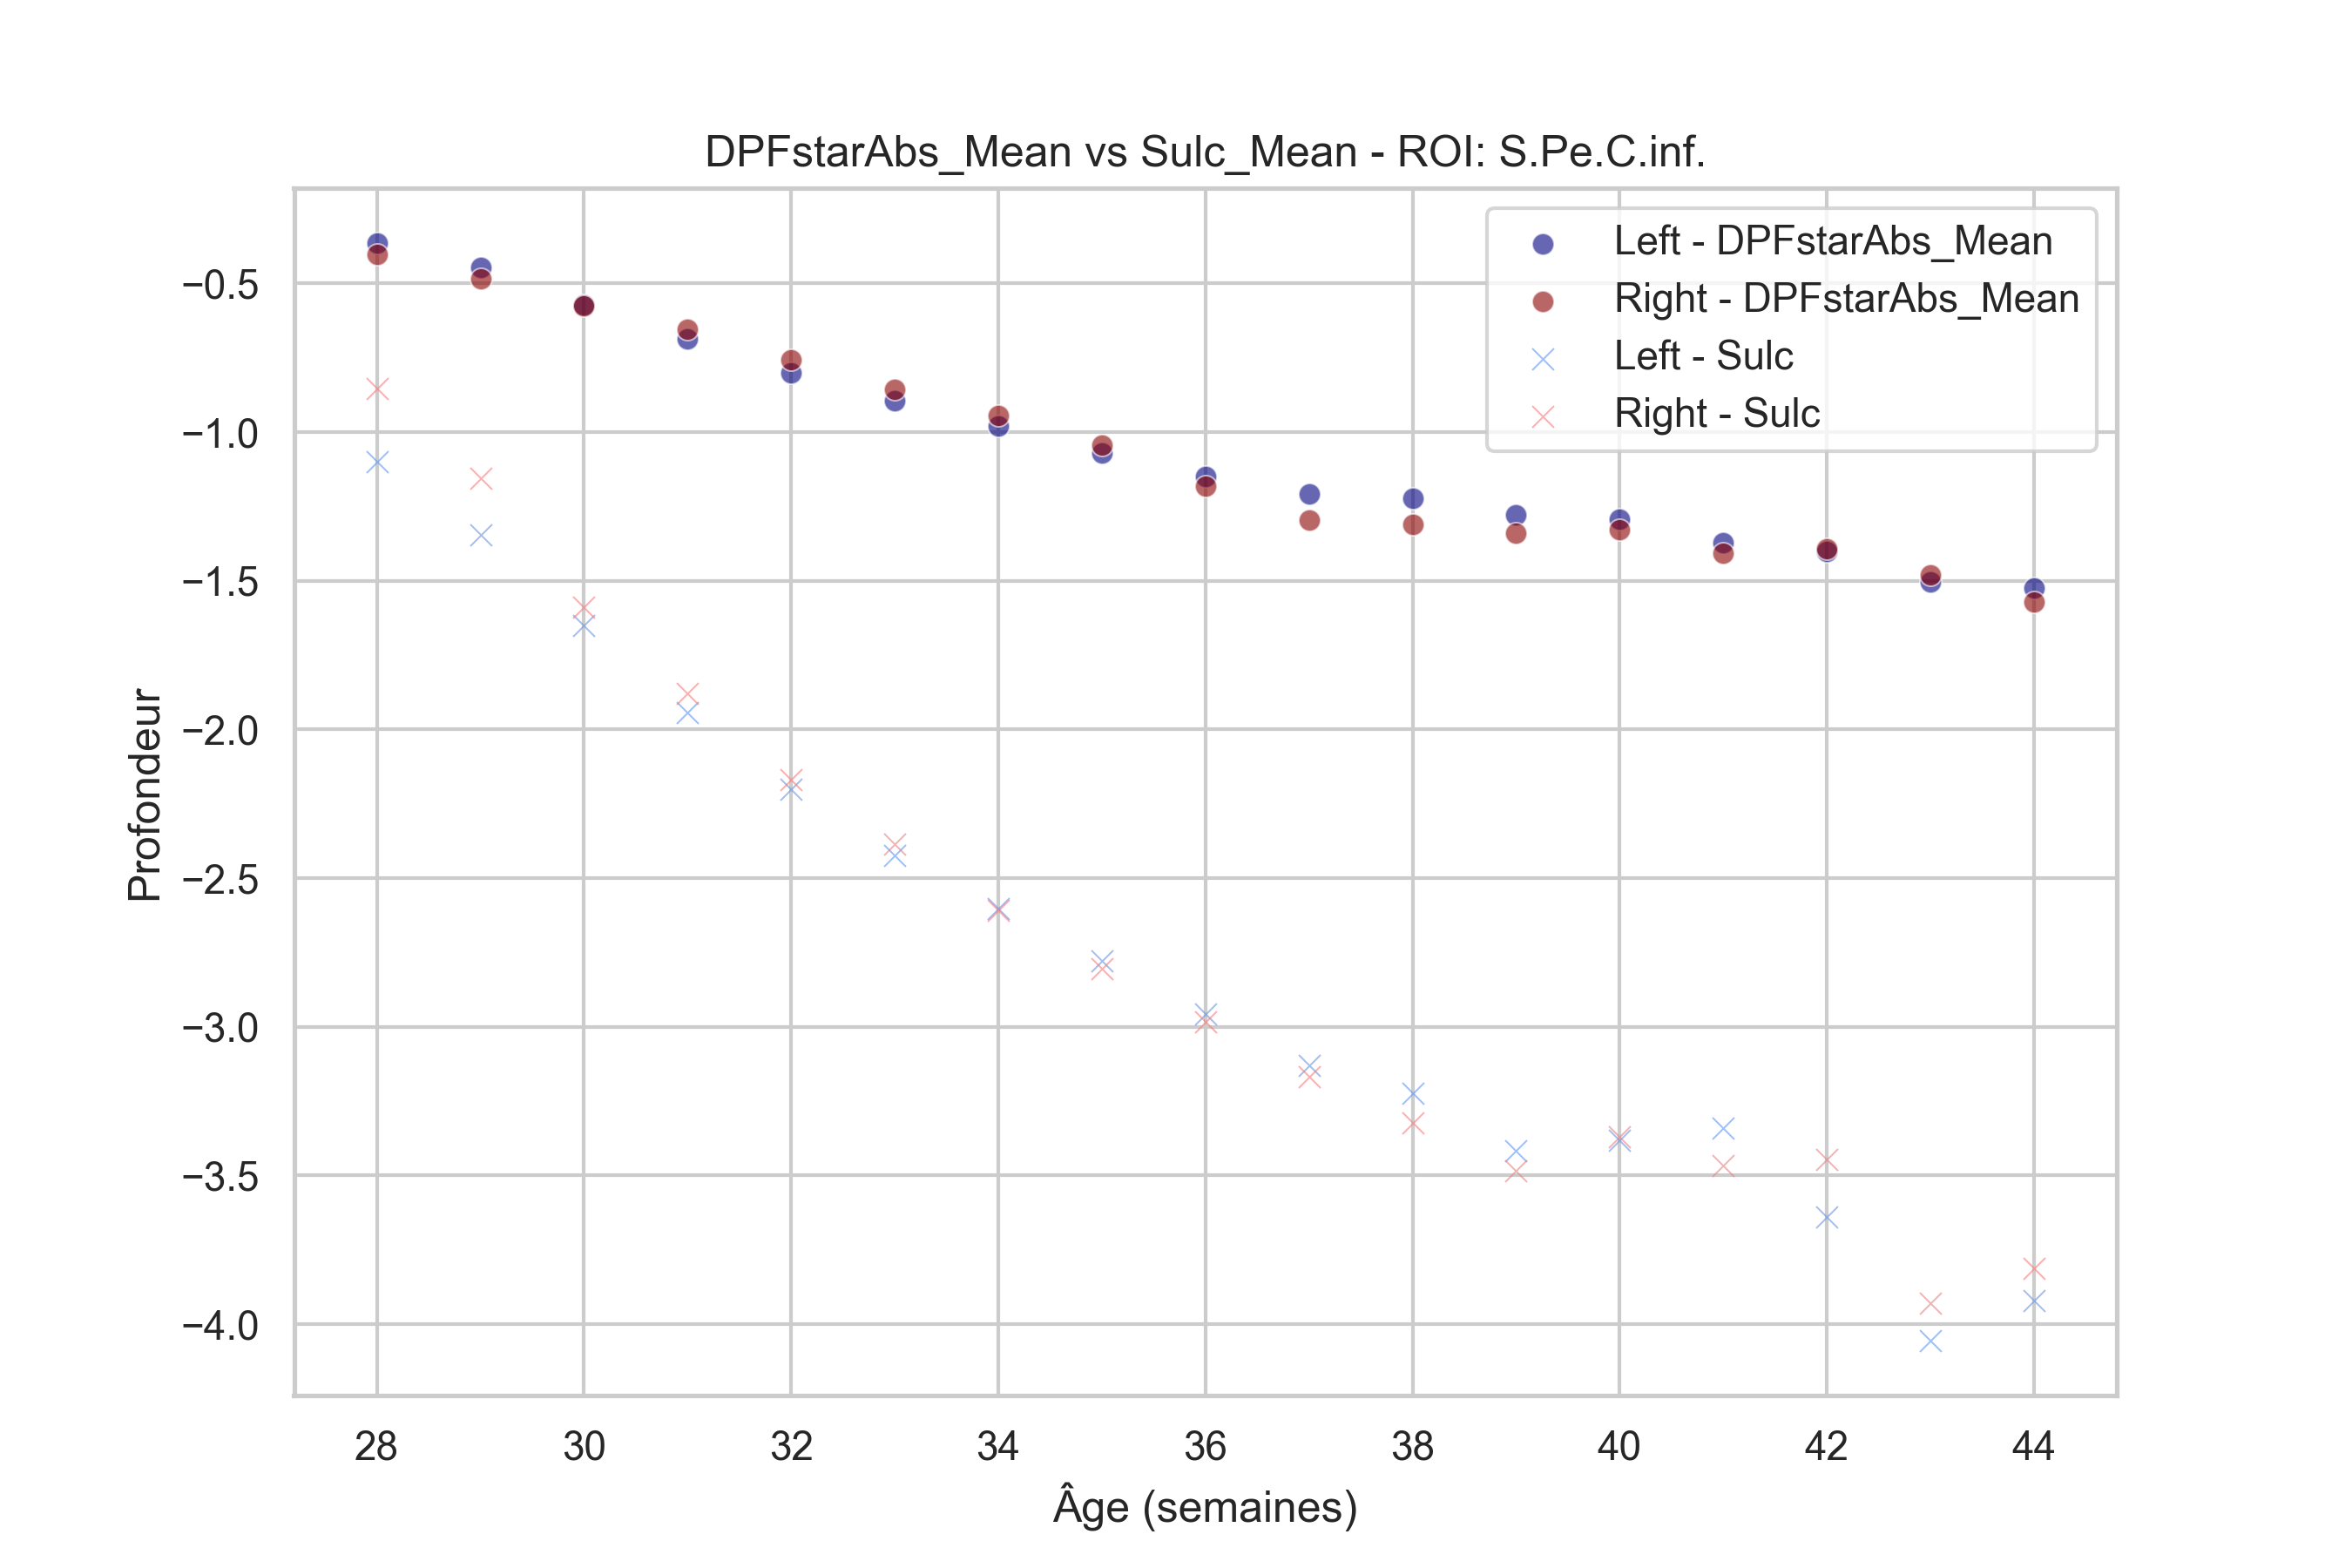 DPFstarAbs_Mean vs Sulc_Mean - ROI: S.Pe.C.inf.
Left - DPFstarAbs_Mean
Right - DPFstarAbs_Mean
Left - Sulc
Right - Sulc
−0.5
−1.0
−1.5
−2.0
−2.5
−3.0
−3.5
−4.0
Profondeur
28 30 32 34 36 38 40 42 44
Âge (semaines)